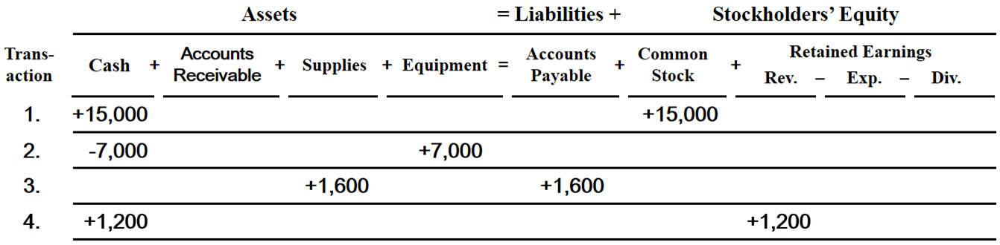 Assets = Liabilities + Stockholders' Equity
Trans-
action
Cash + Accounts Receivable + Supplies + Equipment = Accounts Payable + Common Stock + Retained Earnings
Rev. – Exp. – Div.
1. +15,000 +15,000
2. -7,000 +7,000
3. +1,600 +1,600
4. +1,200 +1,200